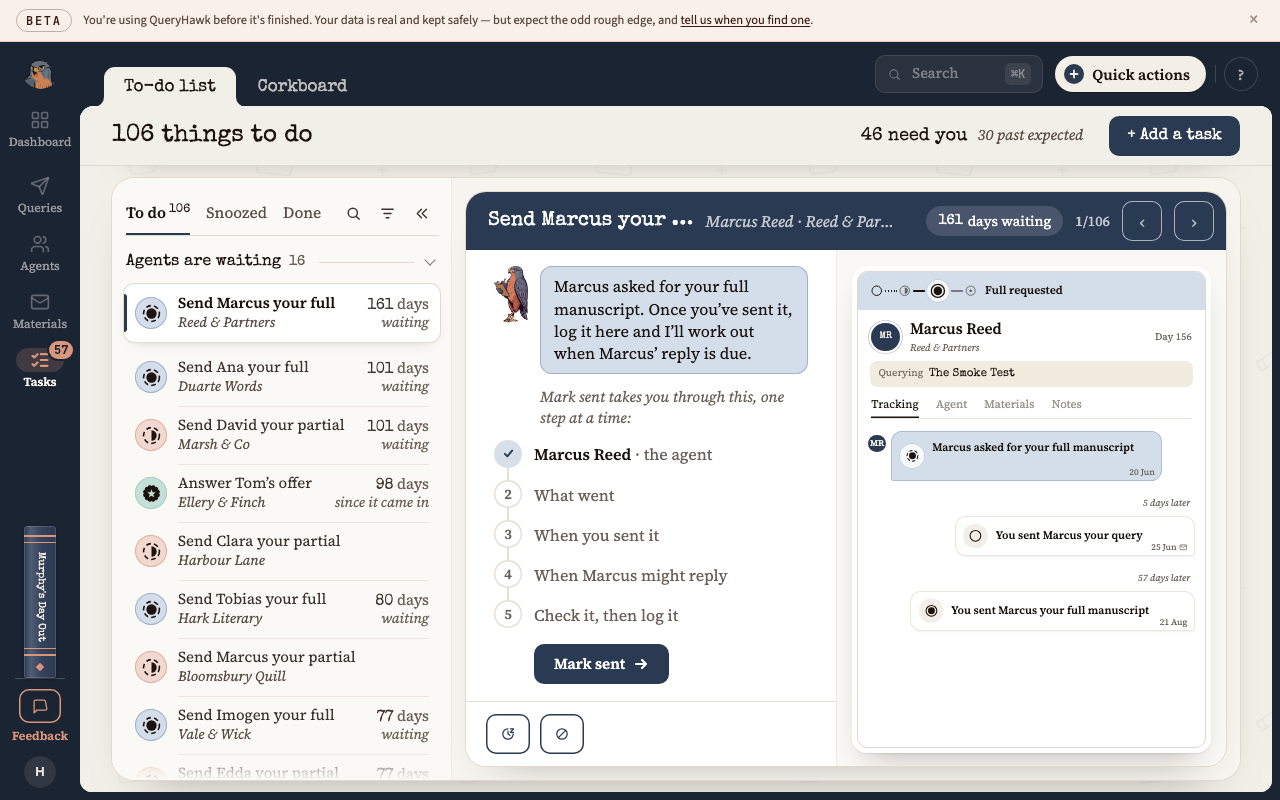 BETA
You're using QueryHawk before it's finished. Your data is real and kept safely — but expect the odd rough edge, and tell us when you find one.
×
To-do list
Corkboard
Search
⌘K
+ Quick actions
?
Dashboard
Queries
Agents
Materials
57
Tasks
Murphy's Day Out
Feedback
H
106 things to do
46 need you
30 past expected
+ Add a task
To do 106
Snoozed
Done
Agents are waiting 16
Send Marcus your full
161 days
Reed & Partners
waiting
Send Ana your full
101 days
Duarte Words
waiting
Send David your partial
101 days
Marsh & Co
waiting
Answer Tom's offer
98 days
Ellery & Finch
since it came in
Send Clara your partial
Harbour Lane
Send Tobias your full
80 days
Hark Literary
waiting
Send Marcus your partial
Bloomsbury Quill
Send Imogen your full
77 days
Vale & Wick
waiting
Send Edda your partial
77 days
Send Marcus your ...
Marcus Reed · Reed & Par...
161 days waiting
1/106
‹
›
Marcus asked for your full
manuscript. Once you've sent it,
log it here and I'll work out
when Marcus' reply is due.
Mark sent takes you through this, one
step at a time:
Marcus Reed · the agent
2 What went
3 When you sent it
4 When Marcus might reply
5 Check it, then log it
Mark sent →
Full requested
MR
Marcus Reed
Reed & Partners
Day 156
Querying The Smoke Test
Tracking
Agent
Materials
Notes
MR
Marcus asked for your full manuscript
20 Jun
5 days later
You sent Marcus your query
25 Jun
57 days later
You sent Marcus your full manuscript
21 Aug